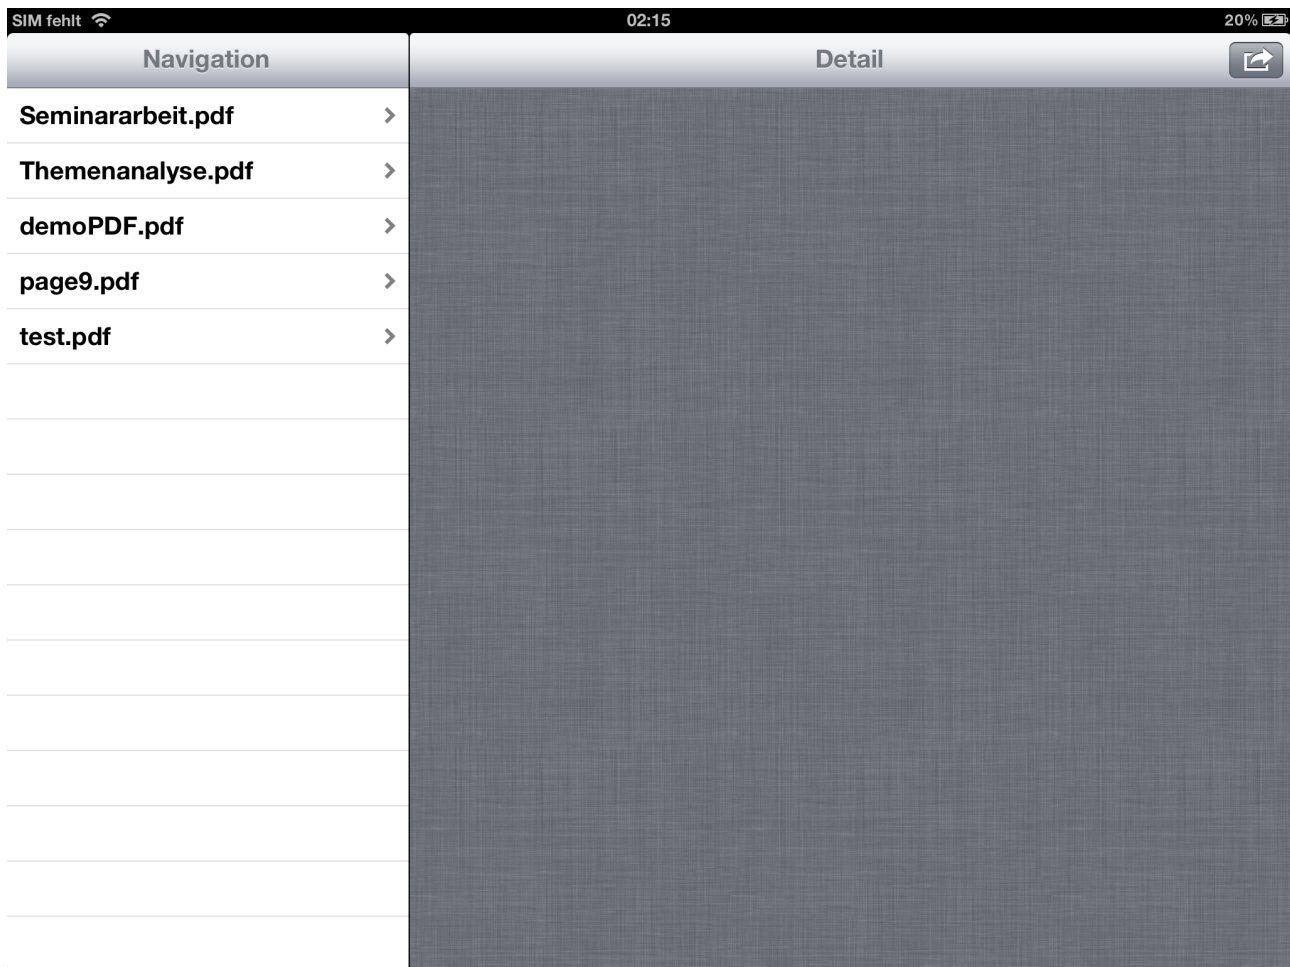 SIM fehlt 02:15 20%
Navigation Detail
Seminararbeit.pdf
Themenanalyse.pdf
demoPDF.pdf
page9.pdf
test.pdf